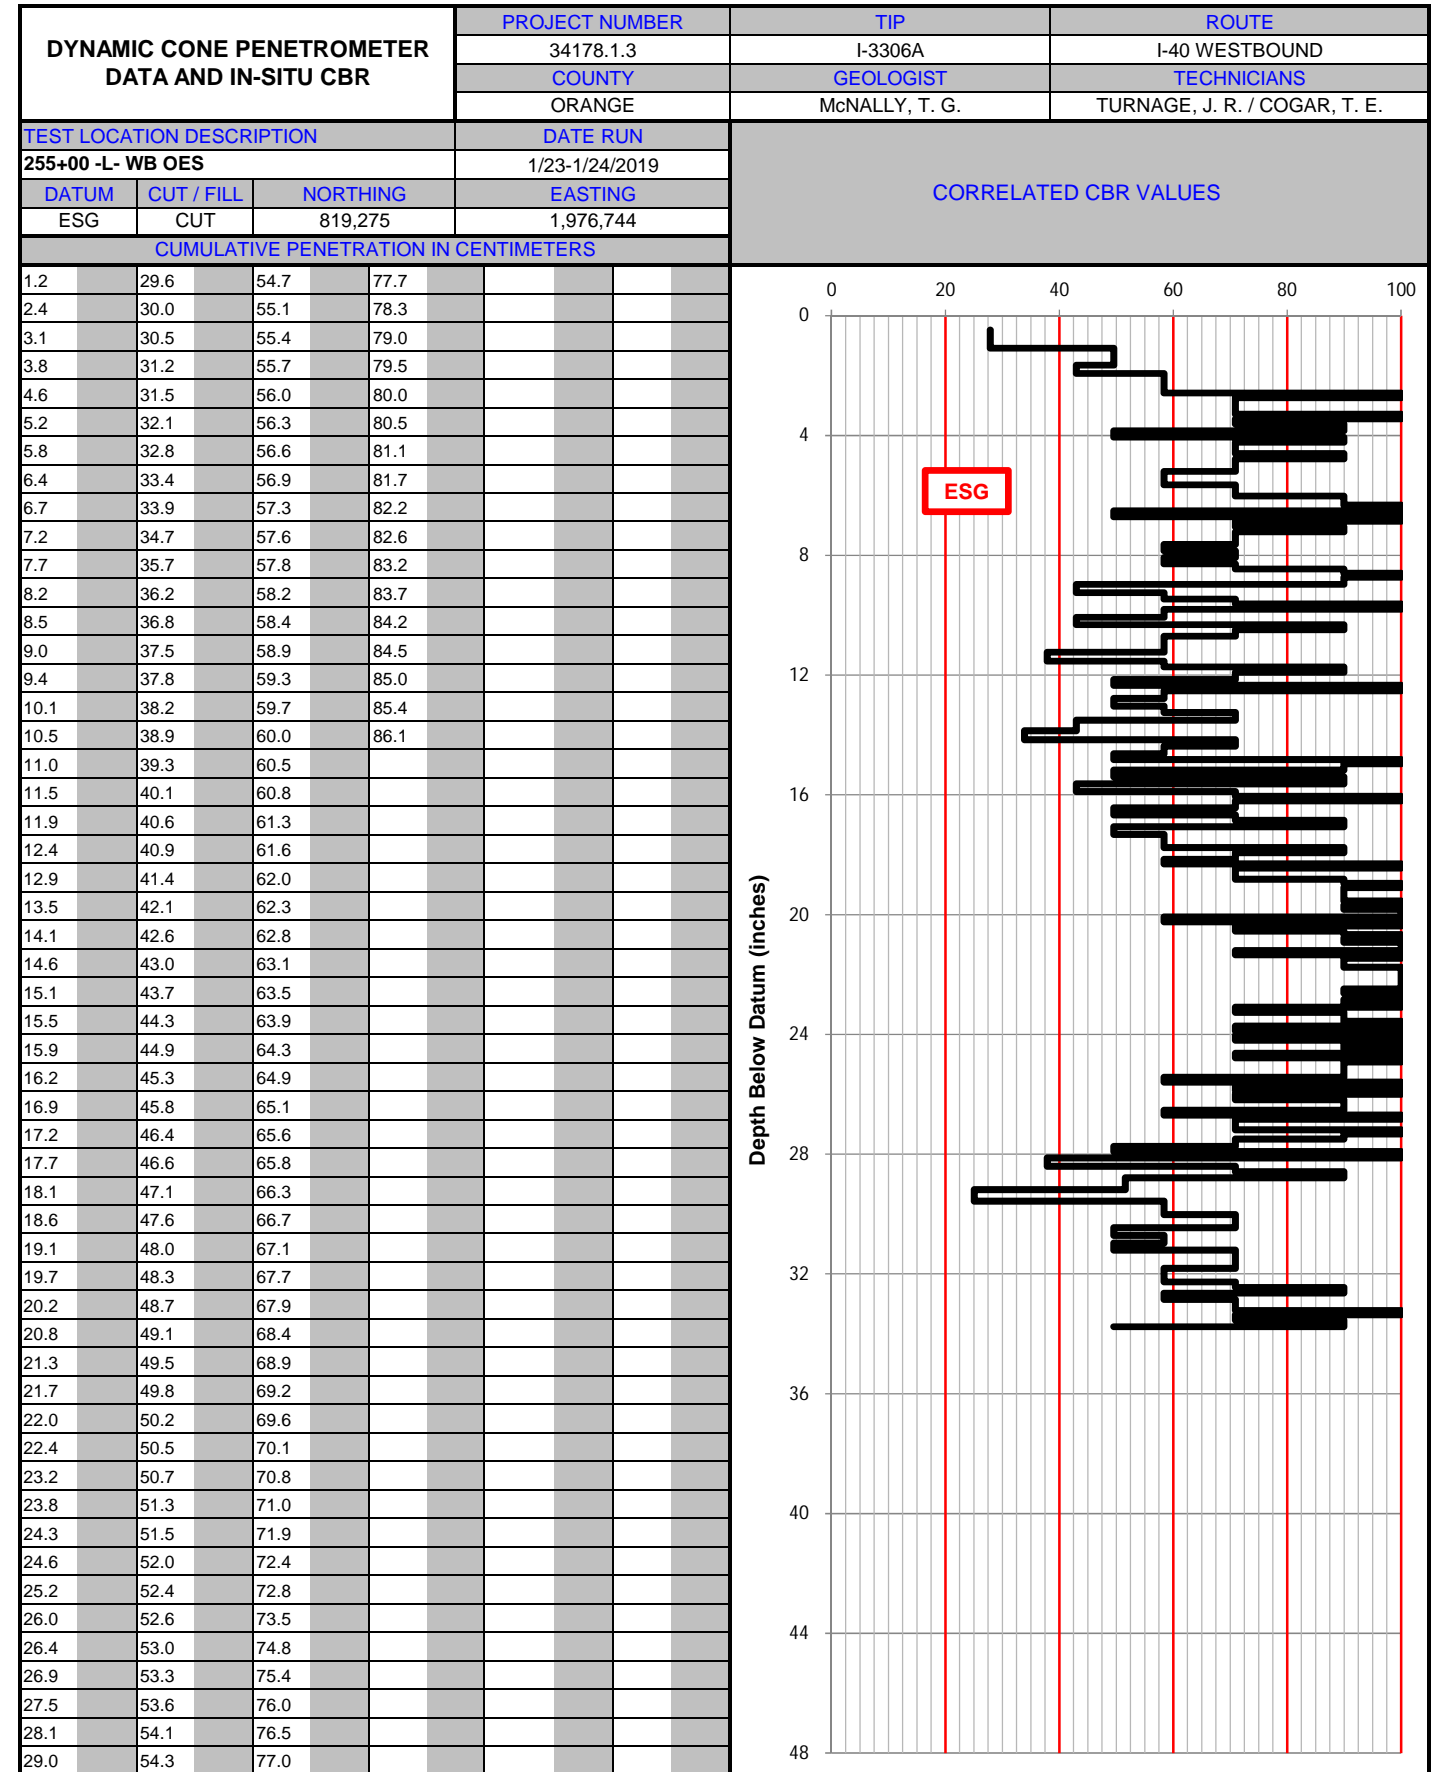 DYNAMIC CONE PENETROMETER
DATA AND IN-SITU CBR
PROJECT NUMBER TIP ROUTE
34178.1.3 I-3306A I-40 WESTBOUND
COUNTY GEOLOGIST TECHNICIANS
ORANGE McNALLY, T. G. TURNAGE, J. R. / COGAR, T. E.
TEST LOCATION DESCRIPTION DATE RUN
255+00 -L- WB OES 1/23-1/24/2019
DATUM CUT / FILL NORTHING EASTING
ESG CUT 819,275 1,976,744
CUMULATIVE PENETRATION IN CENTIMETERS
1.2 29.6 54.7 77.7
2.4 30.0 55.1 78.3
3.1 30.5 55.4 79.0
3.8 31.2 55.7 79.5
4.6 31.5 56.0 80.0
5.2 32.1 56.3 80.5
5.8 32.8 56.6 81.1
6.4 33.4 56.9 81.7
6.7 33.9 57.3 82.2
7.2 34.7 57.6 82.6
7.7 35.7 57.8 83.2
8.2 36.2 58.2 83.7
8.5 36.8 58.4 84.2
9.0 37.5 58.9 84.5
9.4 37.8 59.3 85.0
10.1 38.2 59.7 85.4
10.5 38.9 60.0 86.1
11.0 39.3 60.5
11.5 40.1 60.8
11.9 40.6 61.3
12.4 40.9 61.6
12.9 41.4 62.0
13.5 42.1 62.3
14.1 42.6 62.8
14.6 43.0 63.1
15.1 43.7 63.5
15.5 44.3 63.9
15.9 44.9 64.3
16.2 45.3 64.9
16.9 45.8 65.1
17.2 46.4 65.6
17.7 46.6 65.8
18.1 47.1 66.3
18.6 47.6 66.7
19.1 48.0 67.1
19.7 48.3 67.7
20.2 48.7 67.9
20.8 49.1 68.4
21.3 49.5 68.9
21.7 49.8 69.2
22.0 50.2 69.6
22.4 50.5 70.1
23.2 50.7 70.8
23.8 51.3 71.0
24.3 51.5 71.9
24.6 52.0 72.4
25.2 52.4 72.8
26.0 52.6 73.5
26.4 53.0 74.8
26.9 53.3 75.4
27.5 53.6 76.0
28.1 54.1 76.5
29.0 54.3 77.0
CORRELATED CBR VALUES
0 20 40 60 80 100
0
4
ESG
8
12
16
20
24
28
32
36
40
44
48
Depth Below Datum (inches)